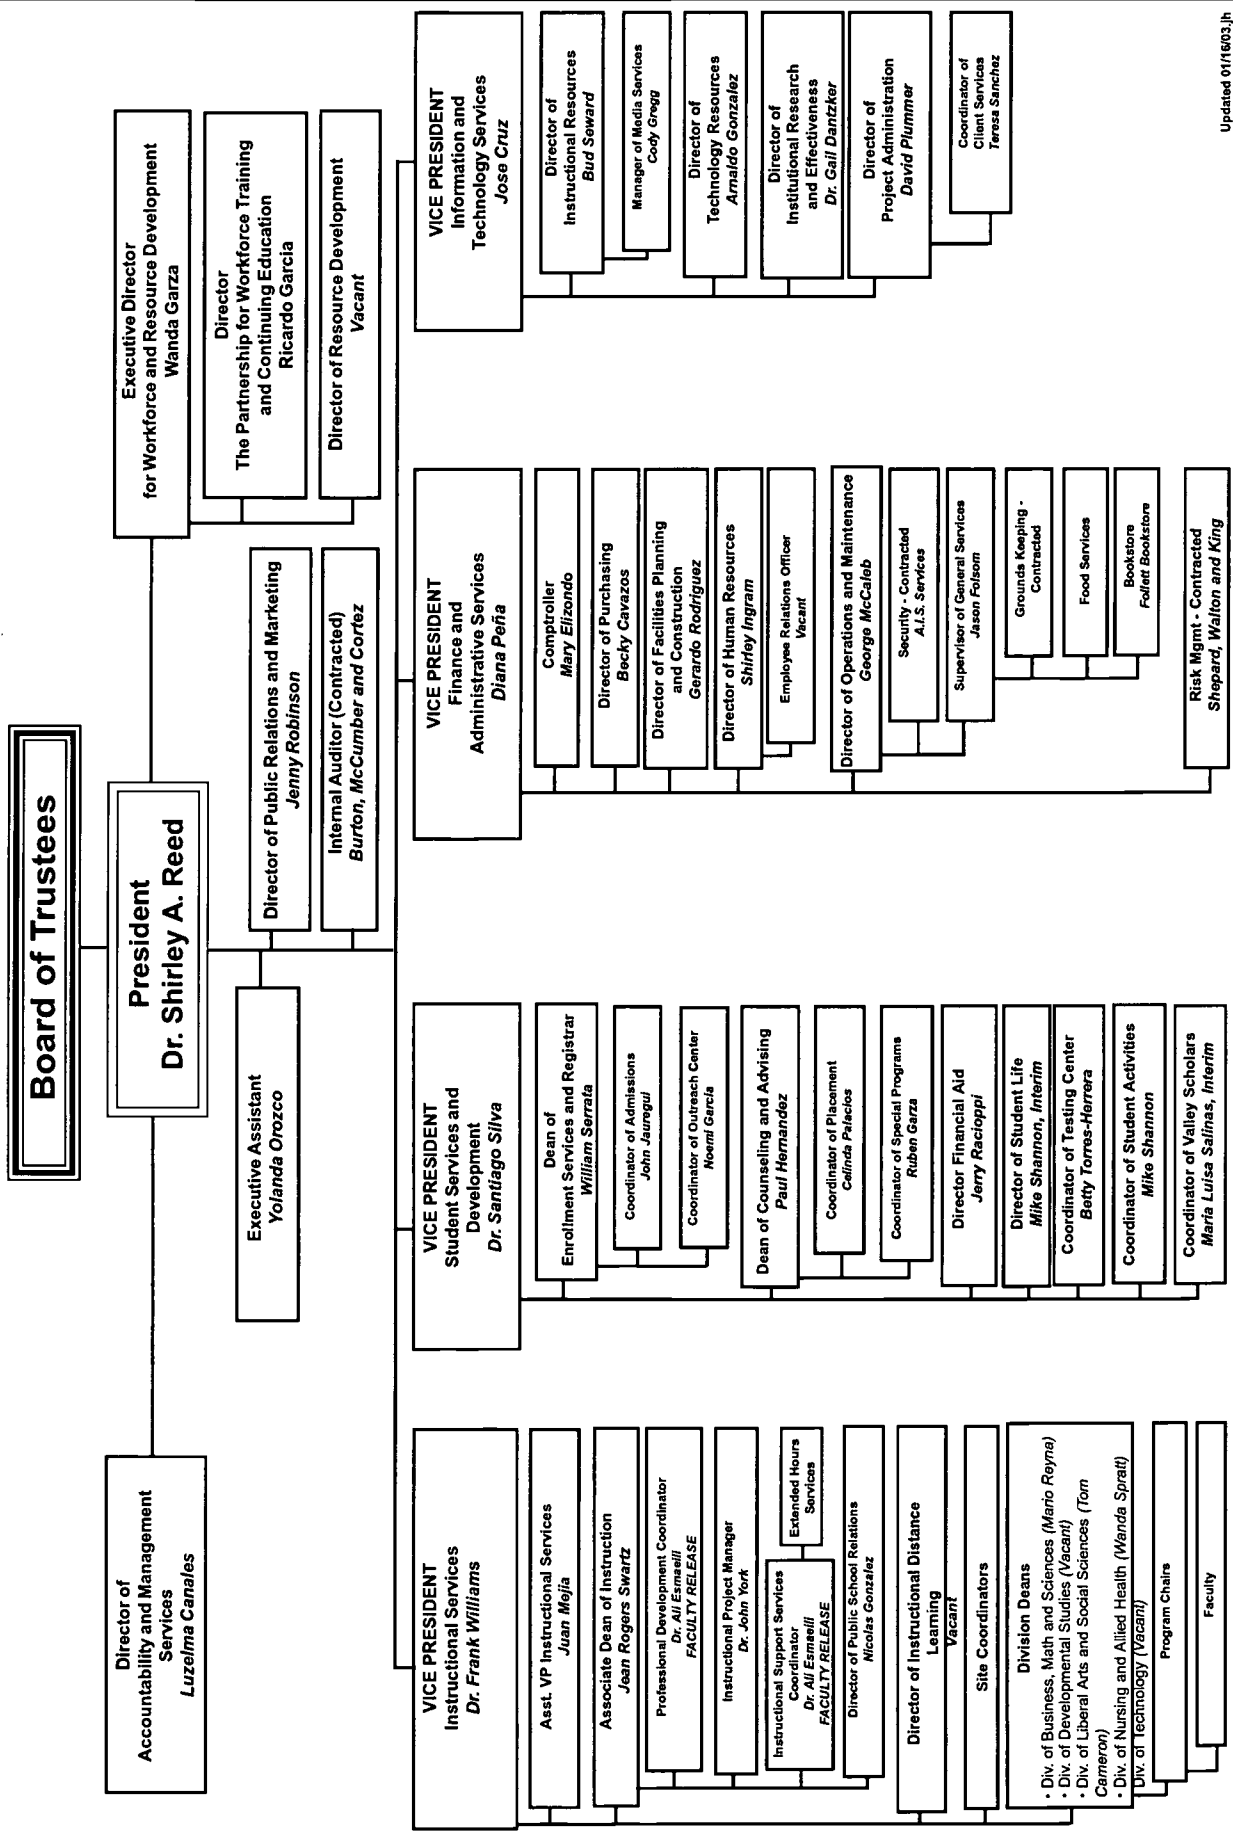 Board of Trustees
President
Dr. Shirley A. Reed
Director of
Accountability and Management
Services
Luzelma Canales
Executive Director
for Workforce and Resource Development
Wanda Garza
Director
The Partnership for Workforce Training
and Continuing Education
Ricardo Garcia
Director of Resource Development
Vacant
Executive Assistant
Yolanda Orozco
Director of Public Relations and Marketing
Jenny Robinson
Internal Auditor (Contracted)
Burton, McCumber and Cortez
VICE PRESIDENT
Instructional Services
Dr. Frank Williams
Asst. VP Instructional Services
Juan Mejia
Associate Dean of Instruction
Jean Rogers Swartz
Professional Development Coordinator
Dr. Ali Esmaeili
FACULTY RELEASE
Instructional Project Manager
Dr. John York
Instructional Support Services
Coordinator
Dr. Ali Esmaeili
FACULTY RELEASE
Extended Hours
Services
Director of Public School Relations
Nicolas Gonzalez
Director of Instructional Distance
Learning
Vacant
Site Coordinators
Division Deans
· Div. of Business, Math and Sciences (Mario Reyna)
· Div. of Developmental Studies (Vacant)
· Div. of Liberal Arts and Social Sciences (Tom
Cameron)
· Div. of Nursing and Allied Health (Wanda Spratt)
Div. of Technology (Vacant)
Program Chairs
Faculty
VICE PRESIDENT
Student Services and
Development
Dr. Santiago Silva
Dean of
Enrollment Services and Registrar
William Serrata
Coordinator of Admissions
John Jauregui
Coordinator of Outreach Center
Noemi Garcia
Dean of Counseling and Advising
Paul Hernandez
Coordinator of Placement
Celinda Palacios
Coordinator of Special Programs
Ruben Garza
Director Financial Aid
Jerry Racioppi
Director of Student Life
Mike Shannon, Interim
Coordinator of Testing Center
Betty Torres-Herrera
Coordinator of Student Activities
Mike Shannon
Coordinator of Valley Scholars
Maria Luisa Salinas, Interim
VICE PRESIDENT
Finance and
Administrative Services
Diana Peña
Comptroller
Mary Elizondo
Director of Purchasing
Becky Cavazos
Director of Facilities Planning
and Construction
Gerardo Rodriguez
Director of Human Resources
Shirley Ingram
Employee Relations Officer
Vacant
Director of Operations and Maintenance
George McCaleb
Security - Contracted
A.I.S. Services
Supervisor of General Services
Jason Folsom
Grounds Keeping -
Contracted
Food Services
Bookstore
Follett Bookstore
Risk Mgmt - Contracted
Shepard, Walton and King
VICE PRESIDENT
Information and
Technology Services
Jose Cruz
Director of
Instructional Resources
Bud Seward
Manager of Media Services
Cody Gregg
Director of
Technology Resources
Arnaldo Gonzalez
Director of
Institutional Research
and Effectiveness
Dr. Gail Dantzker
Director of
Project Administration
David Plummer
Coordinator of
Client Services
Teresa Sanchez
Updated 01/16/03.jh